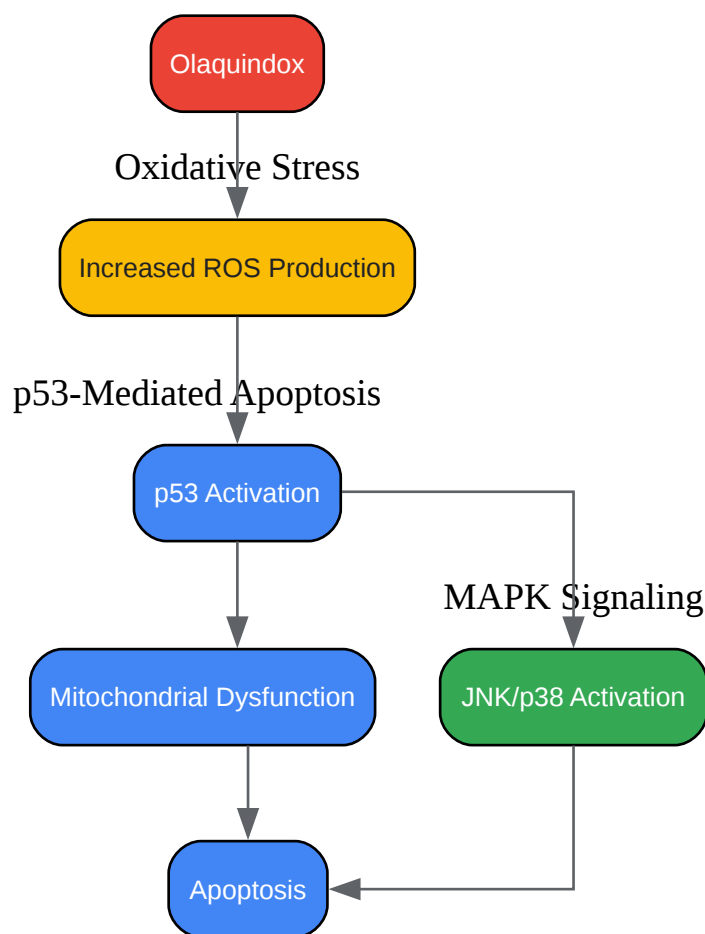 Olaquindox
Oxidative Stress
Increased ROS Production
p53-Mediated Apoptosis
p53 Activation
MAPK Signaling
Mitochondrial Dysfunction
JNK/p38 Activation
Apoptosis